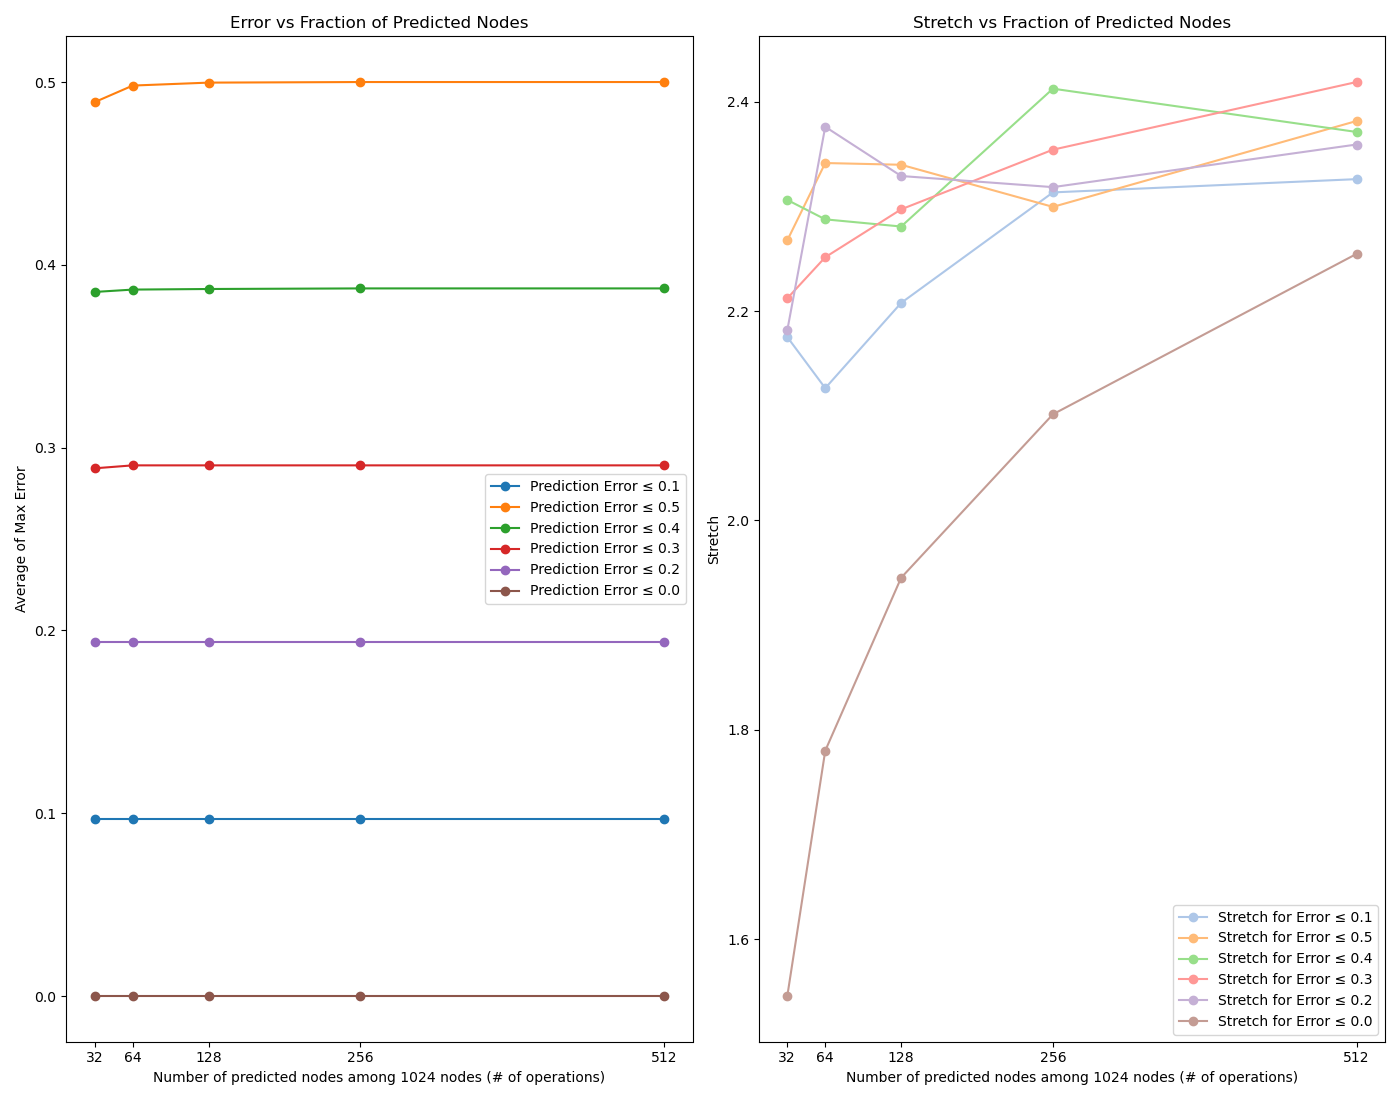 Error vs Fraction of Predicted Nodes
0.5
0.4
0.3
0.2
0.1
0.0
Average of Max Error
Prediction Error ≤ 0.1
Prediction Error ≤ 0.5
Prediction Error ≤ 0.4
Prediction Error ≤ 0.3
Prediction Error ≤ 0.2
Prediction Error ≤ 0.0
32 64 128 256 512
Number of predicted nodes among 1024 nodes (# of operations)
Stretch vs Fraction of Predicted Nodes
2.4
2.2
2.0
1.8
1.6
Stretch
Stretch for Error ≤ 0.1
Stretch for Error ≤ 0.5
Stretch for Error ≤ 0.4
Stretch for Error ≤ 0.3
Stretch for Error ≤ 0.2
Stretch for Error ≤ 0.0
32 64 128 256 512
Number of predicted nodes among 1024 nodes (# of operations)